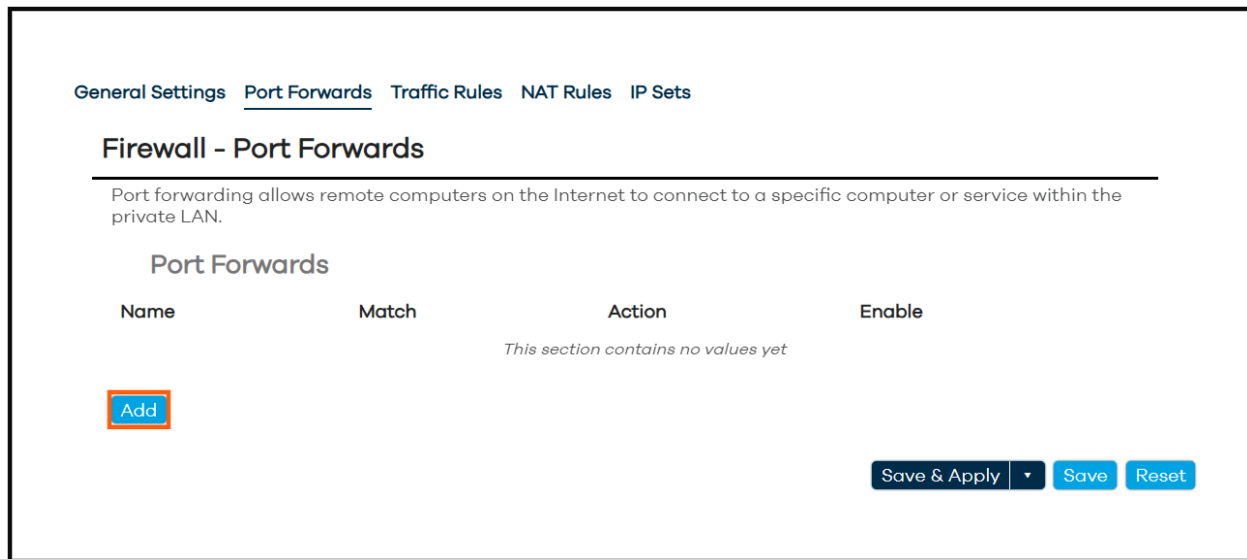 General Settings Port Forwards Traffic Rules NAT Rules IP Sets
Firewall - Port Forwards
Port forwarding allows remote computers on the Internet to connect to a specific computer or service within the
private LAN.
Port Forwards
Name Match Action Enable
This section contains no values yet
Add
Save & Apply Save Reset